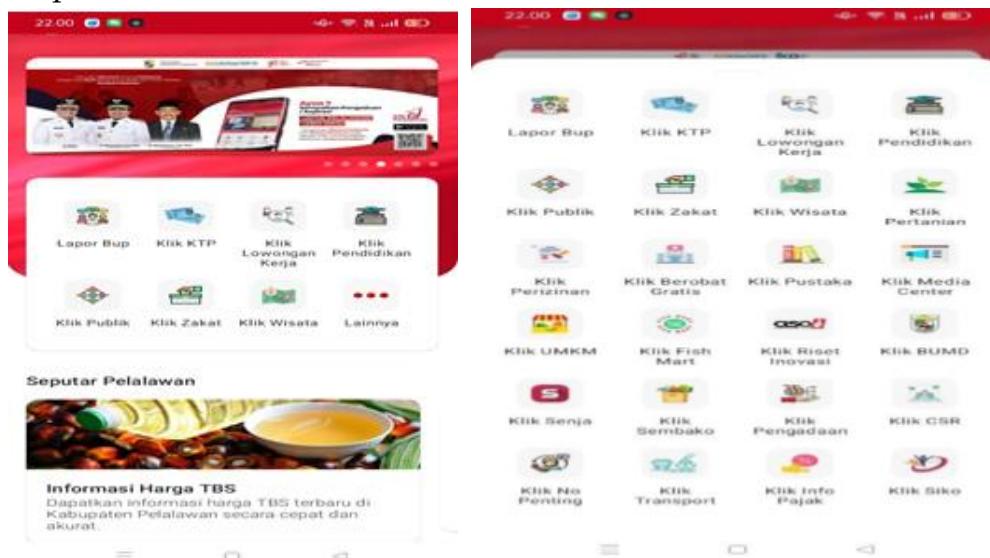 22.00
Lapor Bup
Klik KTP
Klik
Lowongan
Kerja
Klik
Pendidikan
Klik Publik
Klik Zakat
Klik Wisata
Lainnya
Seputar Pelalawan
Informasi Harga TBS
Dapatkan informasi harga TBS terbaru di
Kabupaten Pelalawan secara cepat dan
akurat.
22.00
Lapor Bup
Klik KTP
Klik
Lowongan
Kerja
Klik
Pendidikan
Klik Publik
Klik Zakat
Klik Wisata
Klik
Pertanian
Klik
Perizinan
Klik Berobat
Gratis
Klik Pustaka
Klik Media
Center
Klik UMKM
Klik Fish
Mart
Klik Riset
Inovasi
Klik BUMD
Klik Senja
Klik
Sembako
Klik
Pengadaan
Klik CSR
Klik No
Penting
Klik
Transport
Klik Info
Pajak
Klik Siko